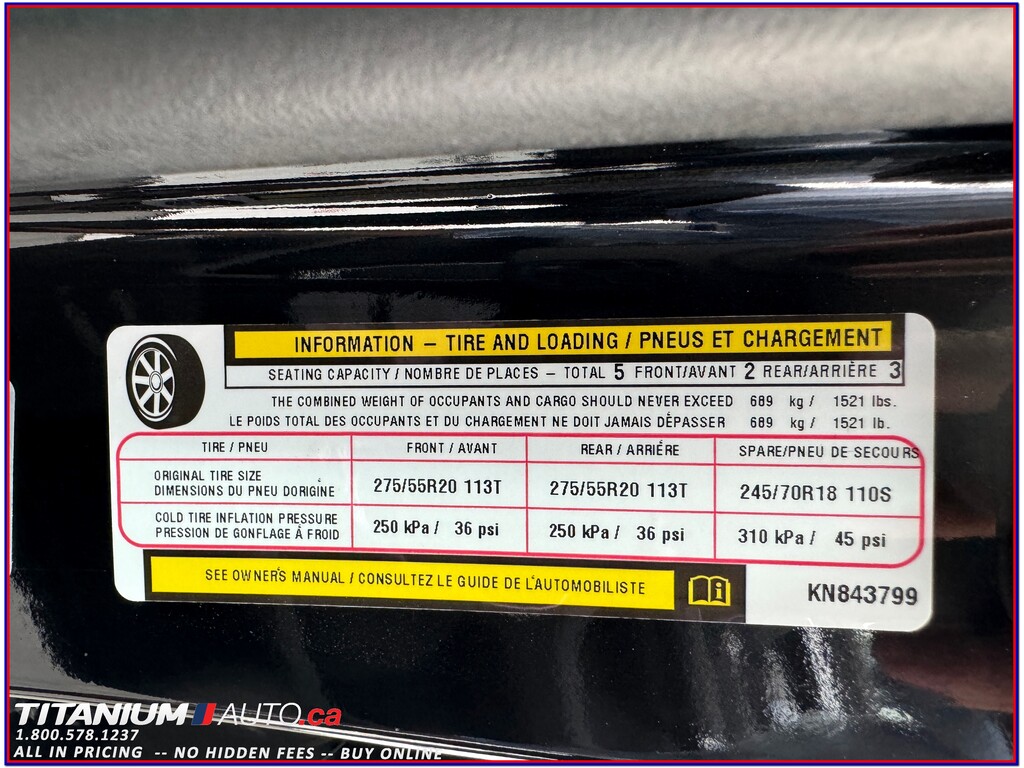 INFORMATION – TIRE AND LOADING / PNEUS ET CHARGEMENT
SEATING CAPACITY / NOMBRE DE PLACES – TOTAL 5 FRONT/AVANT 2 REAR/ARRIÈRE 3
THE COMBINED WEIGHT OF OCCUPANTS AND CARGO SHOULD NEVER EXCEED 689 kg / 1521 lbs.
LE POIDS TOTAL DES OCCUPANTS ET DU CHARGEMENT NE DOIT JAMAIS DÉPASSER 689 kg / 1521 lb.
TIRE / PNEU FRONT / AVANT REAR / ARRIÉRE SPARE/PNEU DE SECOURS
ORIGINAL TIRE SIZE
DIMENSIONS DU PNEU DORIGINE 275/55R20 113T 275/55R20 113T 245/70R18 110S
COLD TIRE INFLATION PRESSURE
PRESSION DE GONFLAGE À FROID 250 kPa / 36 psi 250 kPa / 36 psi 310 kPa / 45 psi
SEE OWNER'S MANUAL / CONSULTEZ LE GUIDE DE L'AUTOMOBILISTE
KN843799
TITANIUM AUTO.ca
1.800.578.1237
ALL IN PRICING -- NO HIDDEN FEES -- BUY ONLINE